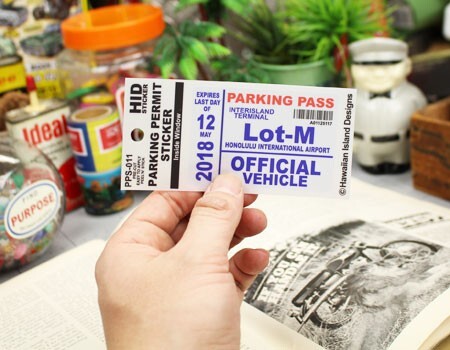 HID
STICKER
PPS-011
PARKING PERMIT
STICKER
Inside Window
EXPIRES
LAST DAY
OF
12
MAY
2018
PARKING PASS
INTERISLAND
TERMINAL
Lot-M
HONOLULU INTERNATIONAL AIRPORT
OFFICIAL
VEHICLE
©Hawaiian Island Designs
Ideal
PURPOSE